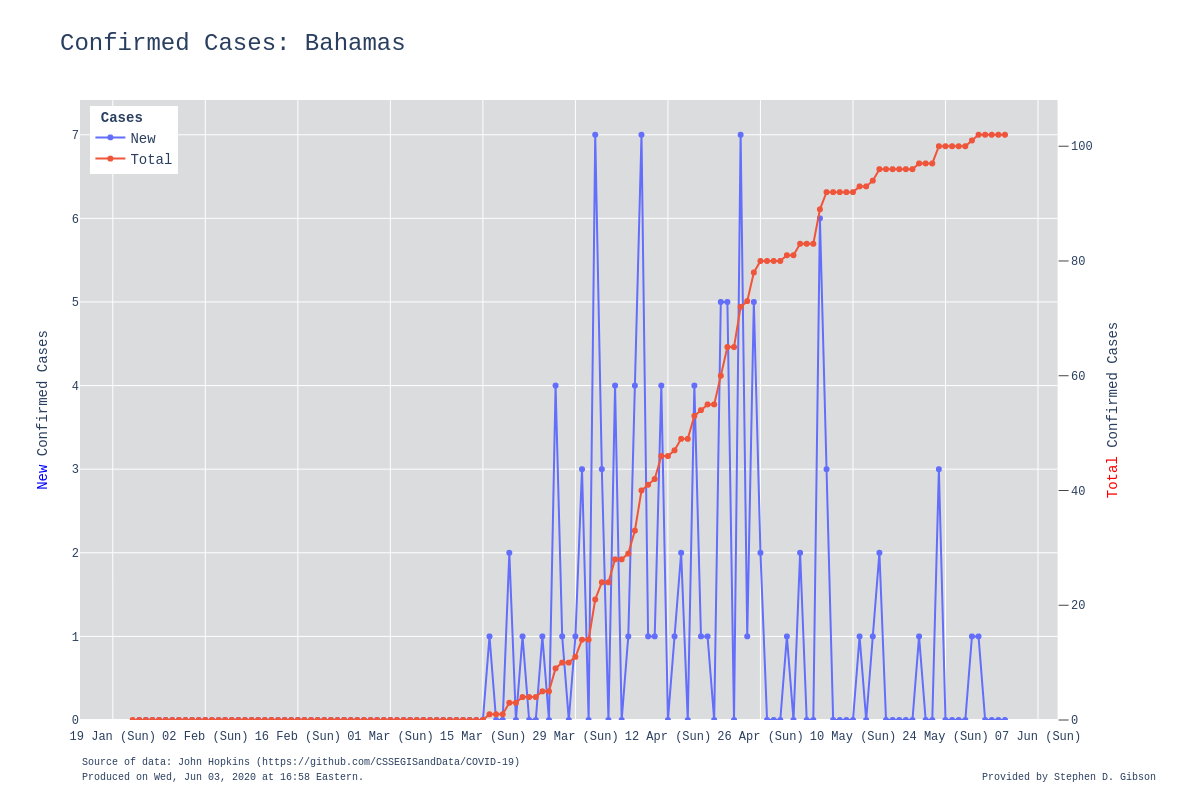 Confirmed Cases: Bahamas
Cases
New
Total
7
6
5
4
3
2
1
0
100
80
60
40
20
0
New Confirmed Cases
Total Confirmed Cases
19 Jan (Sun) 02 Feb (Sun) 16 Feb (Sun) 01 Mar (Sun) 15 Mar (Sun) 29 Mar (Sun) 12 Apr (Sun) 26 Apr (Sun) 10 May (Sun) 24 May (Sun) 07 Jun (Sun)
Source of data: John Hopkins (https://github.com/CSSEGISandData/COVID-19)
Produced on Wed, Jun 03, 2020 at 16:58 Eastern.
Provided by Stephen D. Gibson